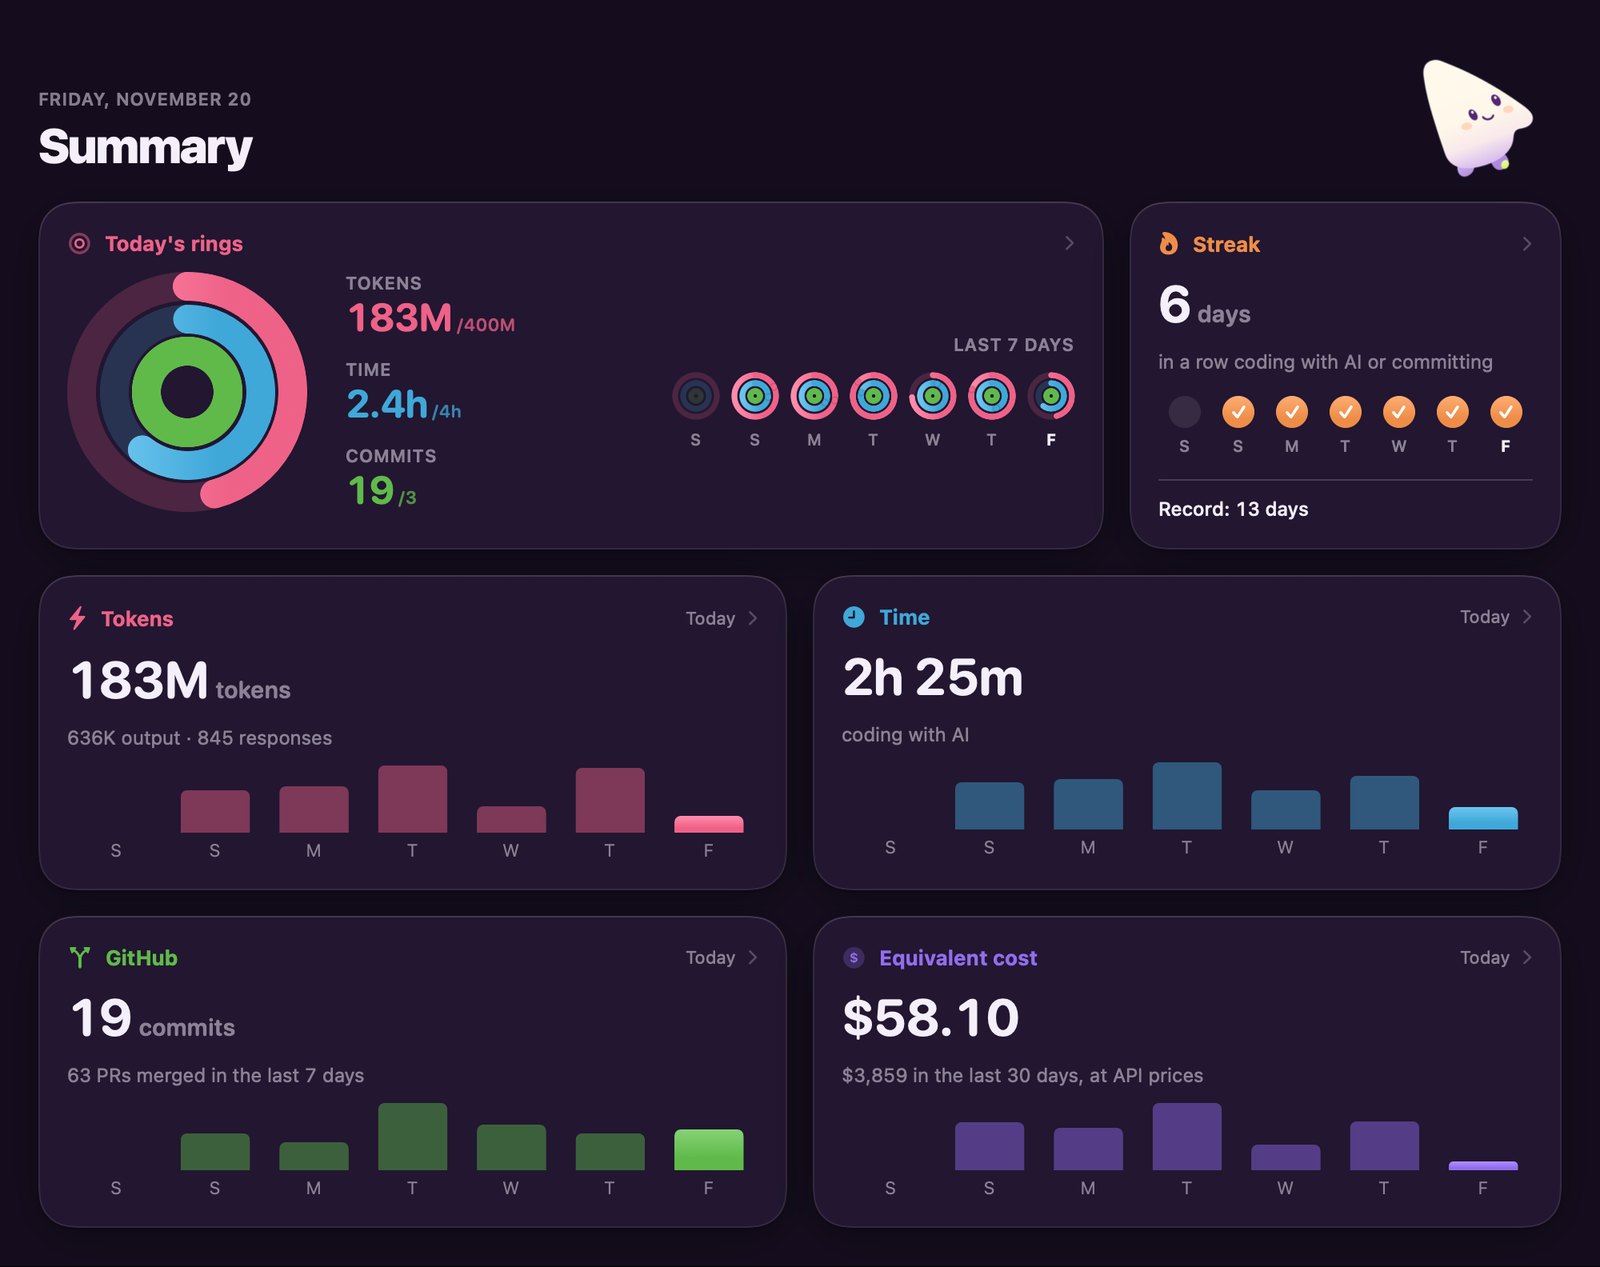 FRIDAY, NOVEMBER 20
Summary
Today's rings
TOKENS
183M /400M
TIME
2.4h /4h
COMMITS
19 /3
LAST 7 DAYS
S S M T W T F
Streak
6 days
in a row coding with AI or committing
S S M T W T F
Record: 13 days
Tokens
Today
183M tokens
636K output · 845 responses
S S M T W T F
Time
Today
2h 25m
coding with AI
S S M T W T F
GitHub
Today
19 commits
63 PRs merged in the last 7 days
S S M T W T F
$ Equivalent cost
Today
$58.10
$3,859 in the last 30 days, at API prices
S S M T W T F